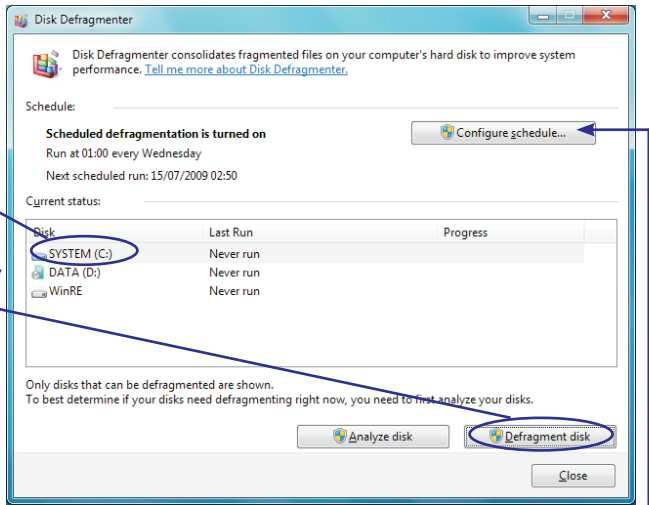 Disk Defragmenter
Disk Defragmenter consolidates fragmented files on your computer's hard disk to improve system
performance. Tell me more about Disk Defragmenter.
Schedule:
Scheduled defragmentation is turned on
Configure schedule...
Run at 01:00 every Wednesday
Next scheduled run: 15/07/2009 02:50
Current status:
Disk Last Run Progress
SYSTEM (C:) Never run
DATA (D:) Never run
WinRE Never run
Only disks that can be defragmented are shown.
To best determine if your disks need defragmenting right now, you need to first analyze your disks.
Analyze disk Defragment disk
Close